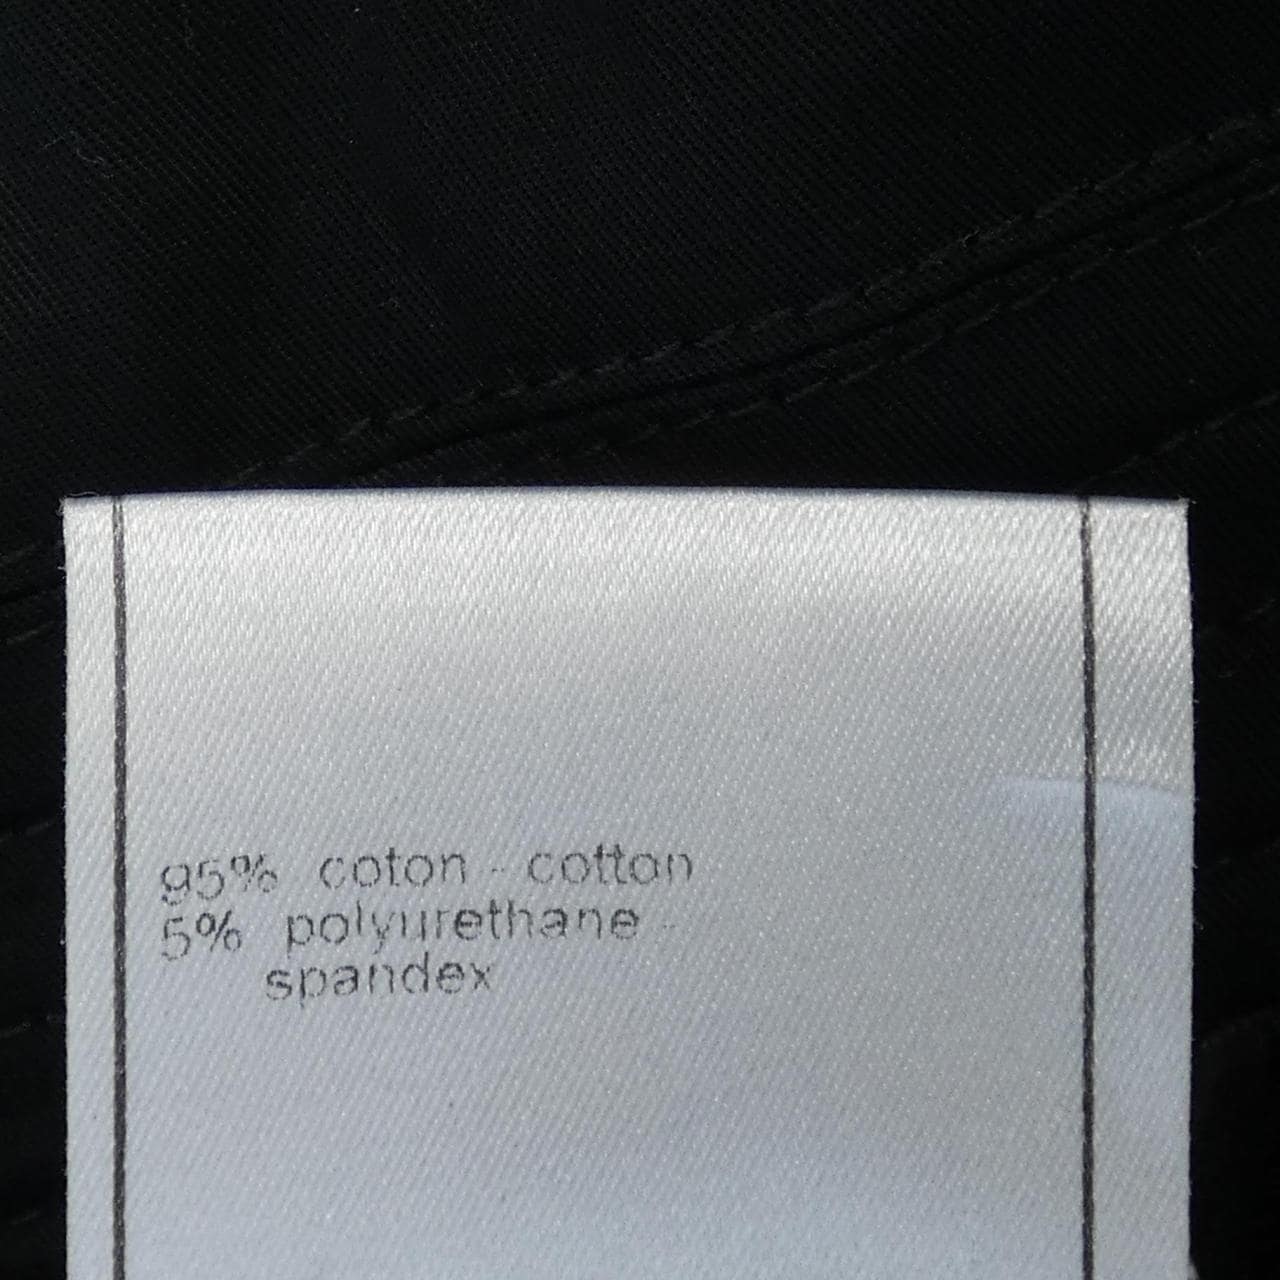 95% coton - cotton
5% polyurethane -
spandex